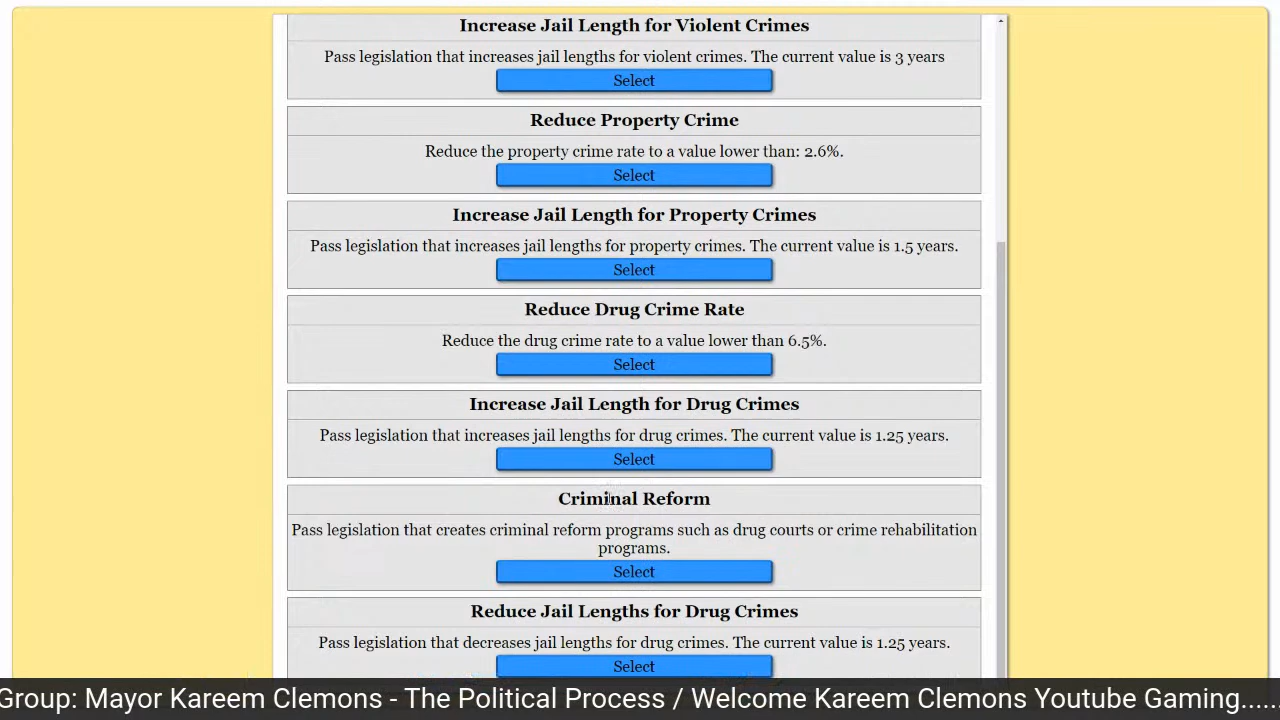 Increase Jail Length for Violent Crimes
Pass legislation that increases jail lengths for violent crimes. The current value is 3 years
Select
Reduce Property Crime
Reduce the property crime rate to a value lower than: 2.6%.
Select
Increase Jail Length for Property Crimes
Pass legislation that increases jail lengths for property crimes. The current value is 1.5 years.
Select
Reduce Drug Crime Rate
Reduce the drug crime rate to a value lower than 6.5%.
Select
Increase Jail Length for Drug Crimes
Pass legislation that increases jail lengths for drug crimes. The current value is 1.25 years.
Select
Criminal Reform
Pass legislation that creates criminal reform programs such as drug courts or crime rehabilitation
programs.
Select
Reduce Jail Lengths for Drug Crimes
Pass legislation that decreases jail lengths for drug crimes. The current value is 1.25 years.
Select
Group: Mayor Kareem Clemons - The Political Process / Welcome Kareem Clemons Youtube Gaming......